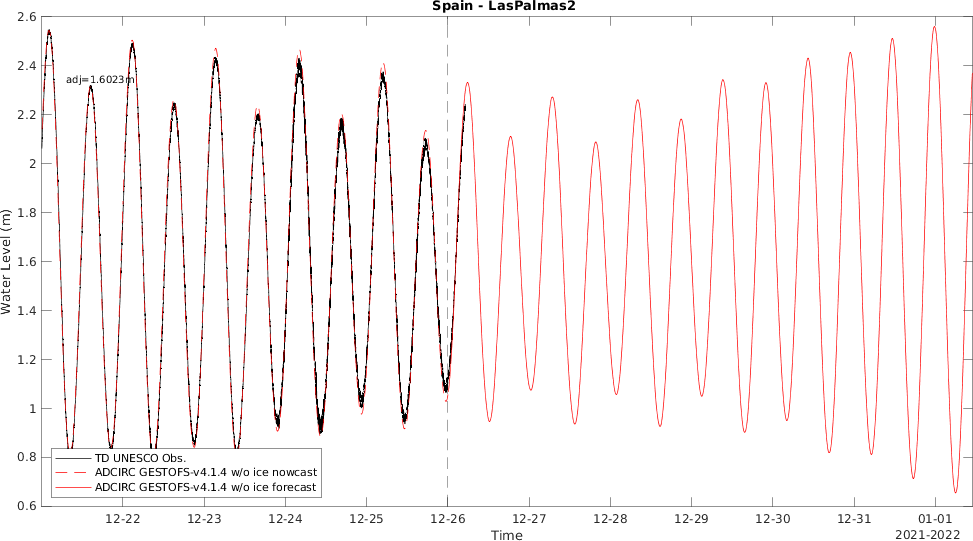 Spain - LasPalmas2
2.6
2.4
2.2
2
1.8
1.6
1.4
1.2
1
0.8
0.6
Water Level (m)
adj=1.6023m
TD UNESCO Obs.
ADCIRC GESTOFS-v4.1.4 w/o ice nowcast
ADCIRC GESTOFS-v4.1.4 w/o ice forecast
12-22 12-23 12-24 12-25 12-26 12-27 12-28 12-29 12-30 12-31 01-01
Time
2021-2022